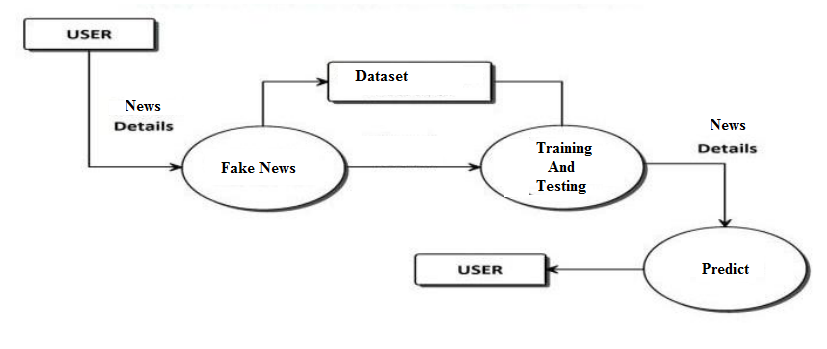 USER
Dataset
News
Details
Fake News
Training
And
Testing
News
Details
USER
Predict